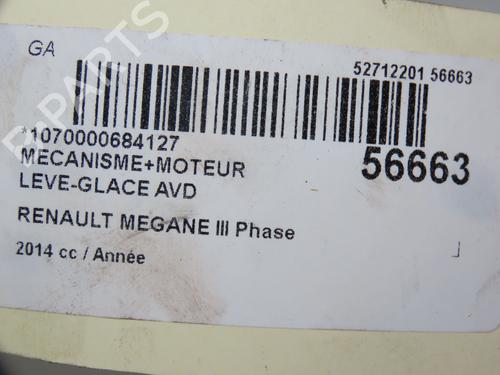 GA
52712201 56663
*1070000684127
MECANISME+MOTEUR
56663
LEVE-GLACE AVD
RENAULT MEGANE III Phase
2014 cc / Année
B-PARTS